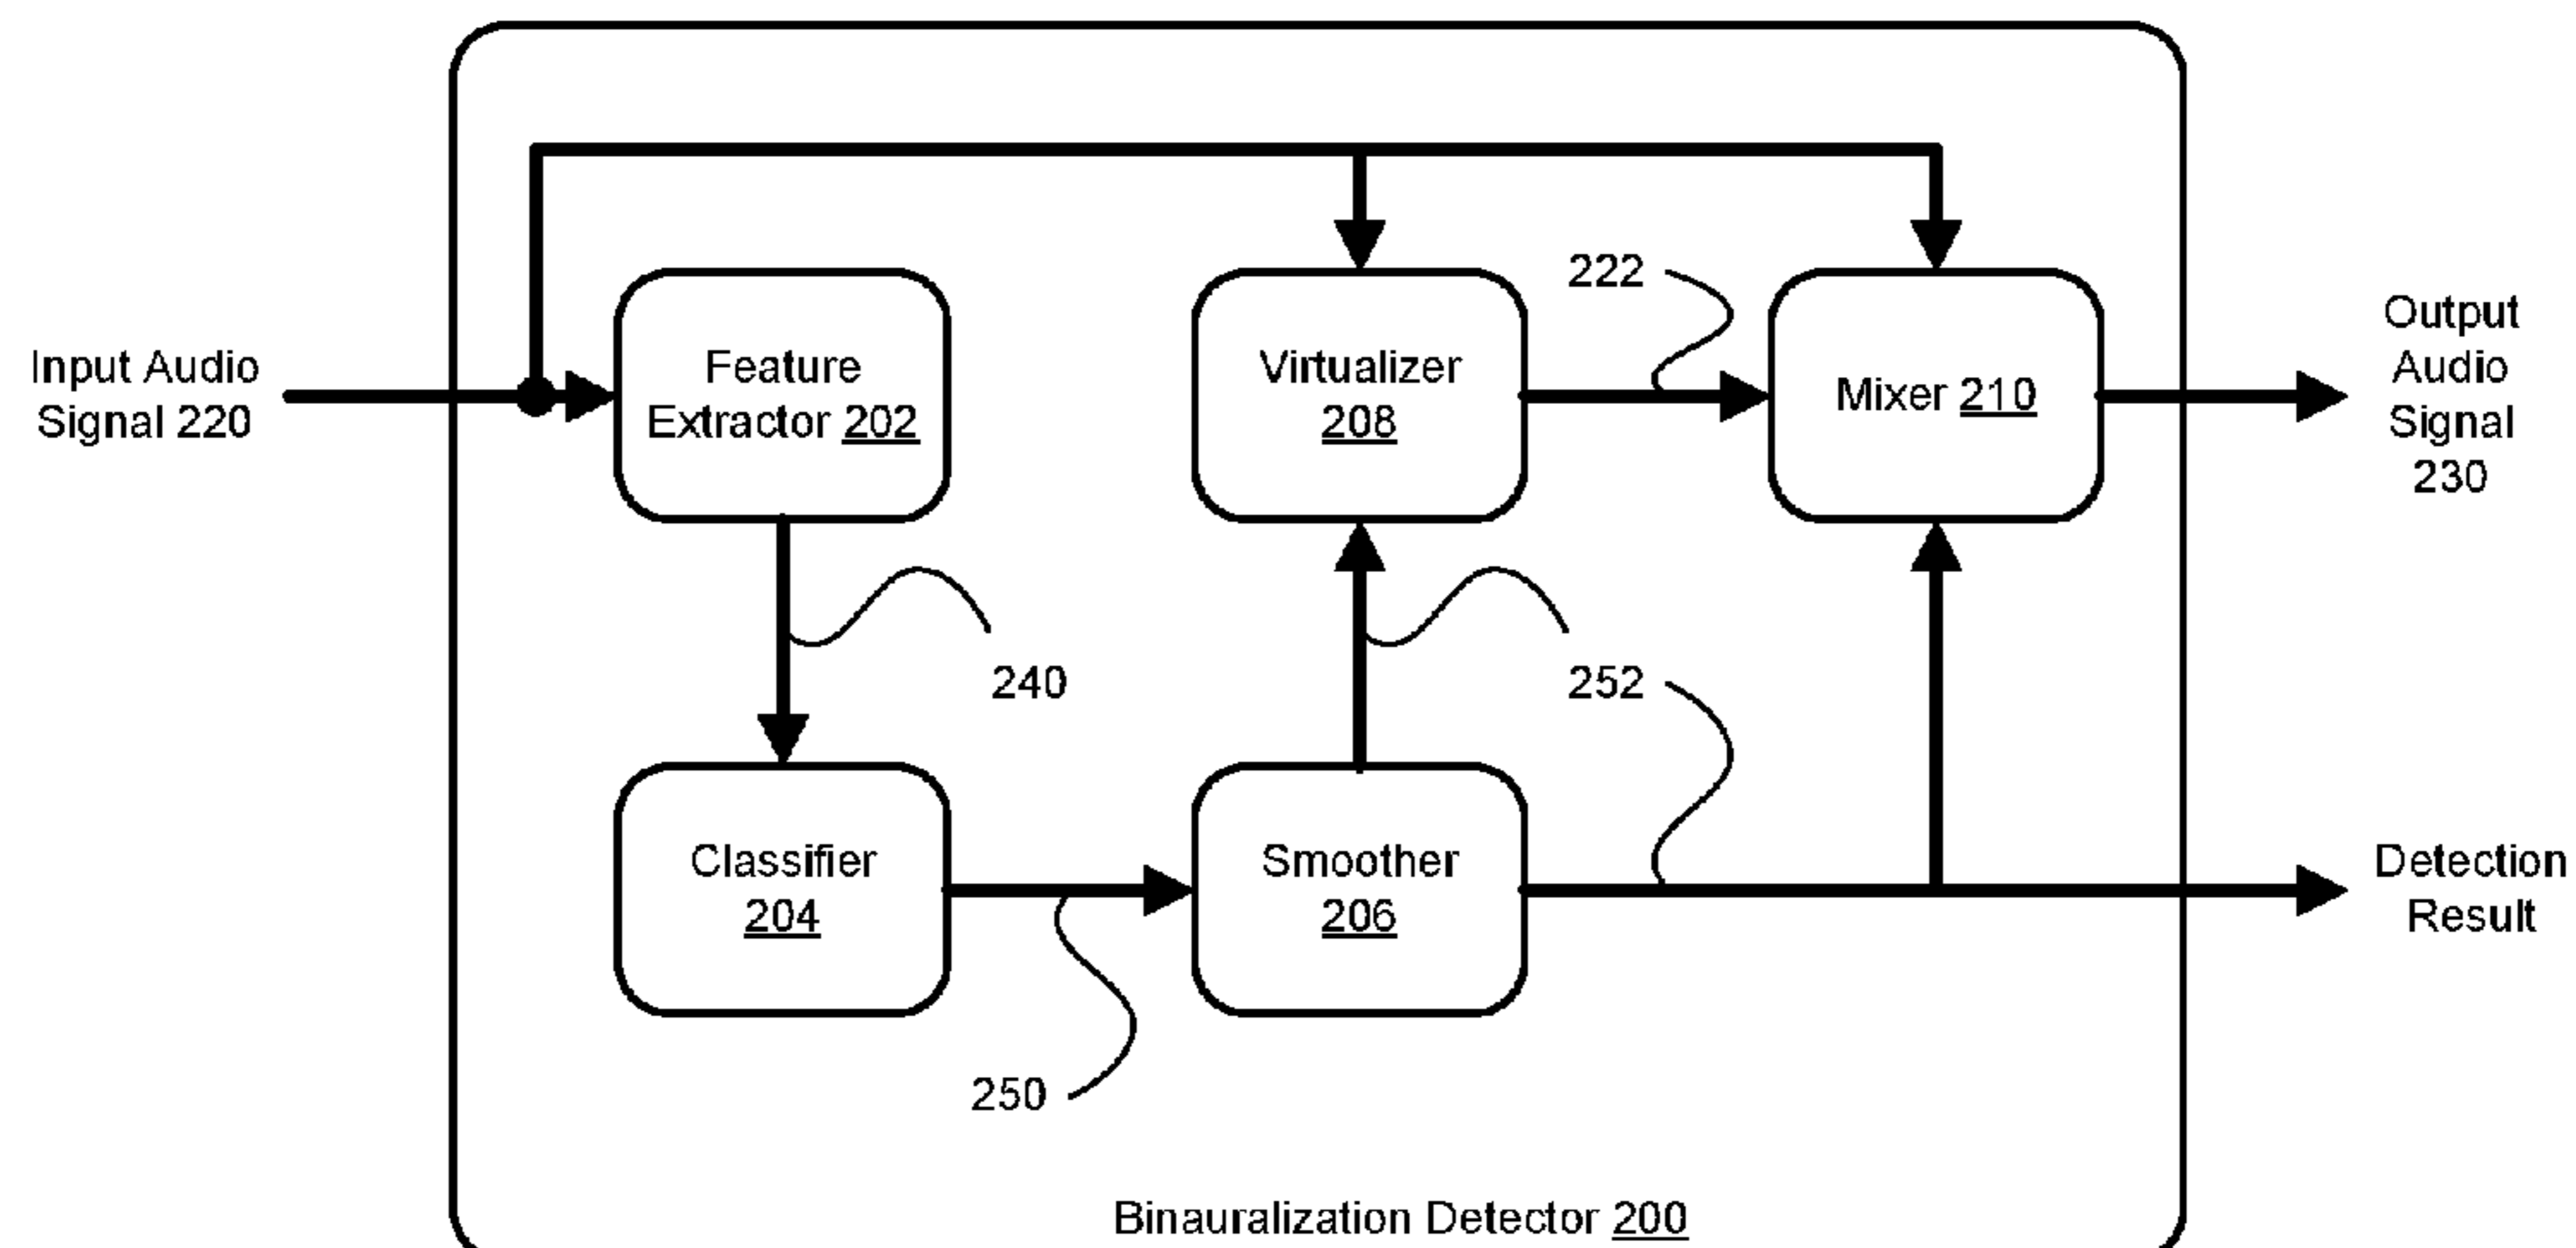 Input Audio
Signal 220
Feature
Extractor 202
Virtualizer
208
222
Mixer 210
Output
Audio
Signal
230
240
252
Classifier
204
Smoother
206
Detection
Result
250
Binauralization Detector 200